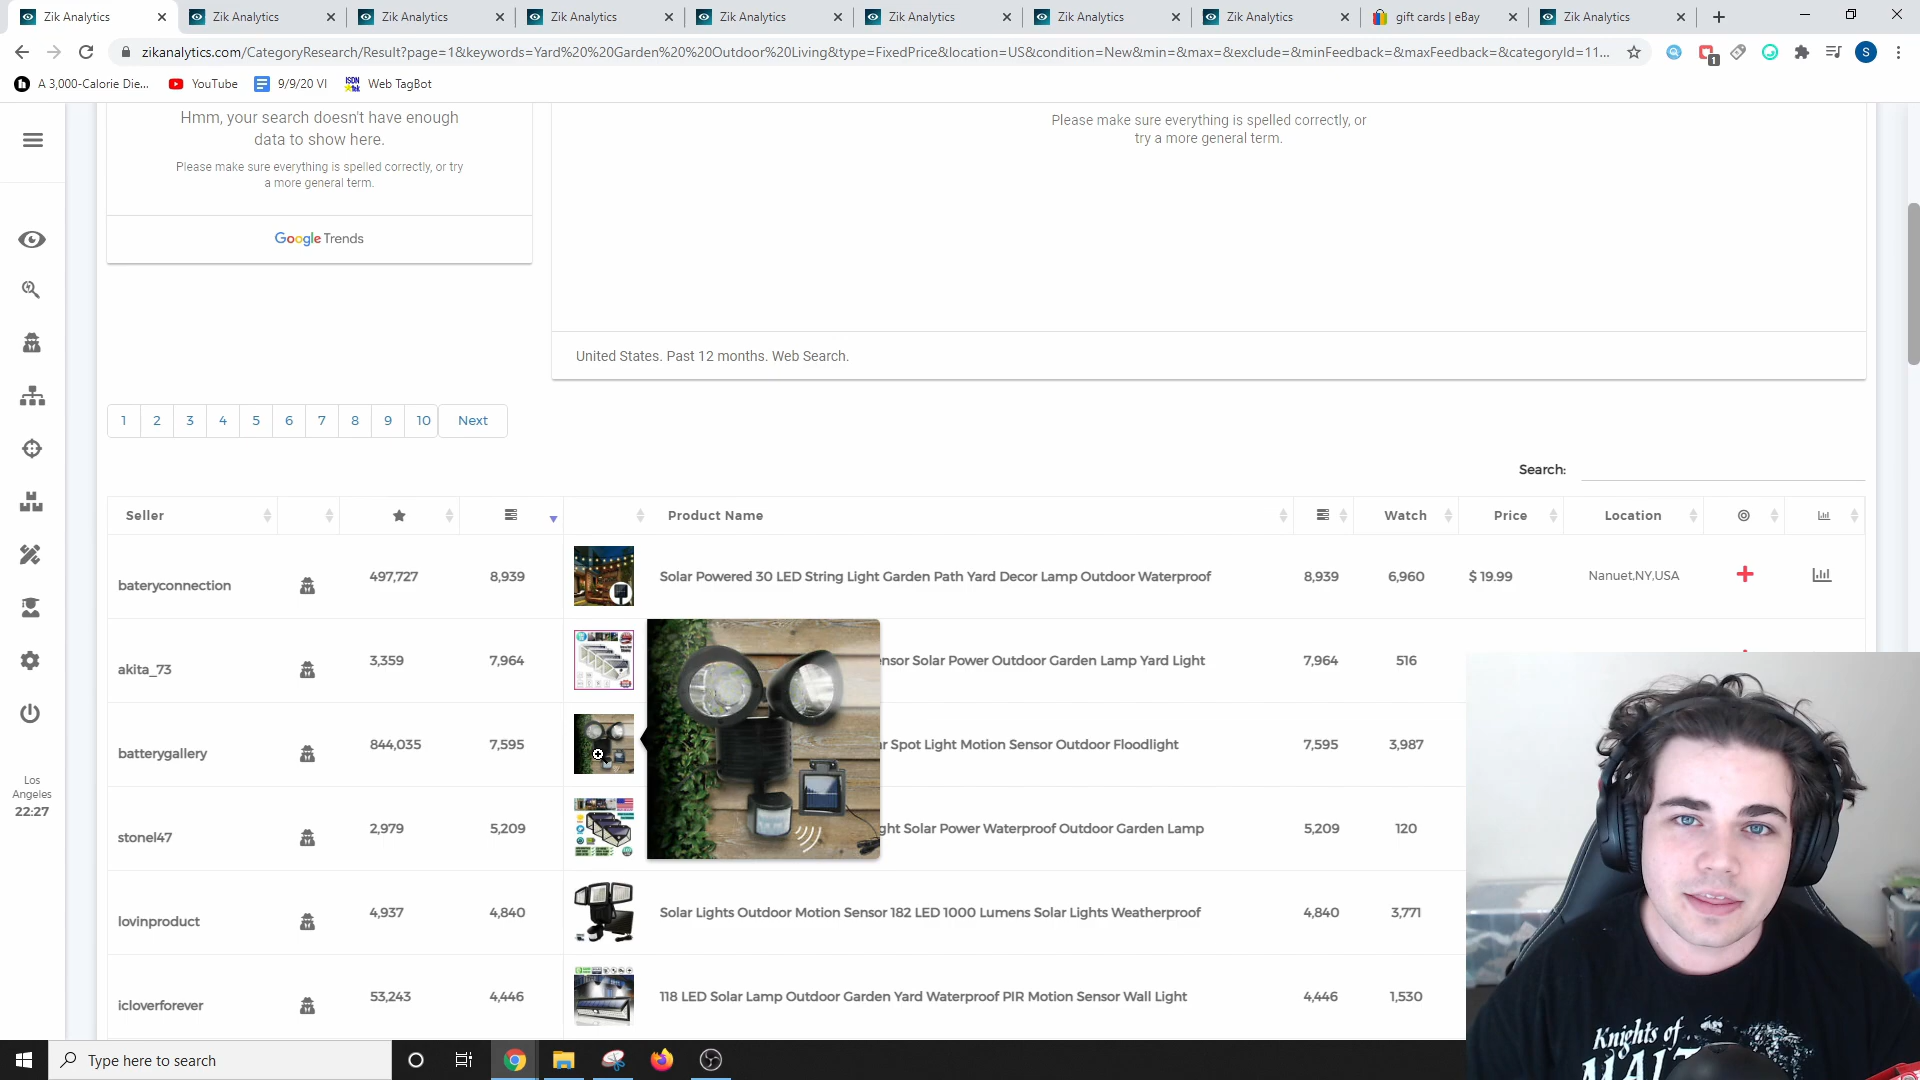 Zik Analytics
Zik Analytics
Zik Analytics
Zik Analytics
Zik Analytics
Zik Analytics
Zik Analytics
Zik Analytics
gift cards | eBay
Zik Analytics
zikanalytics.com/CategoryResearch/Result?page=1&keywords=Yard%20%20Garden%20%20Outdoor%20Living&type=FixedPrice&location=US&condition=New&min=&max=&exclude=&minFeedback=&maxFeedback=&categoryId=11...
1
S
A 3,000-Calorie Die...
YouTube
9/9/20 VI
Web TagBot
Hmm, your search doesn't have enough
data to show here.
Please make sure everything is spelled correctly, or try
a more general term.
Google Trends
Please make sure everything is spelled correctly, or
try a more general term.
United States. Past 12 months. Web Search.
1 2 3 4 5 6 7 8 9 10 Next
Search:
Seller Product Name Watch Price Location
bateryconnection 497,727 8,939 Solar Powered 30 LED String Light Garden Path Yard Decor Lamp Outdoor Waterproof 8,939 6,960 $ 19.99 Nanuet,NY,USA
akita_73 3,359 7,964 nsor Solar Power Outdoor Garden Lamp Yard Light 7,964 516
batterygallery 844,035 7,595 r Spot Light Motion Sensor Outdoor Floodlight 7,595 3,987
stonel47 2,979 5,209 ght Solar Power Waterproof Outdoor Garden Lamp 5,209 120
lovinproduct 4,937 4,840 Solar Lights Outdoor Motion Sensor 182 LED 1000 Lumens Solar Lights Weatherproof 4,840 3,771
icloverforever 53,243 4,446 118 LED Solar Lamp Outdoor Garden Yard Waterproof PIR Motion Sensor Wall Light 4,446 1,530
Los
Angeles
22:27
Knights of
Type here to search